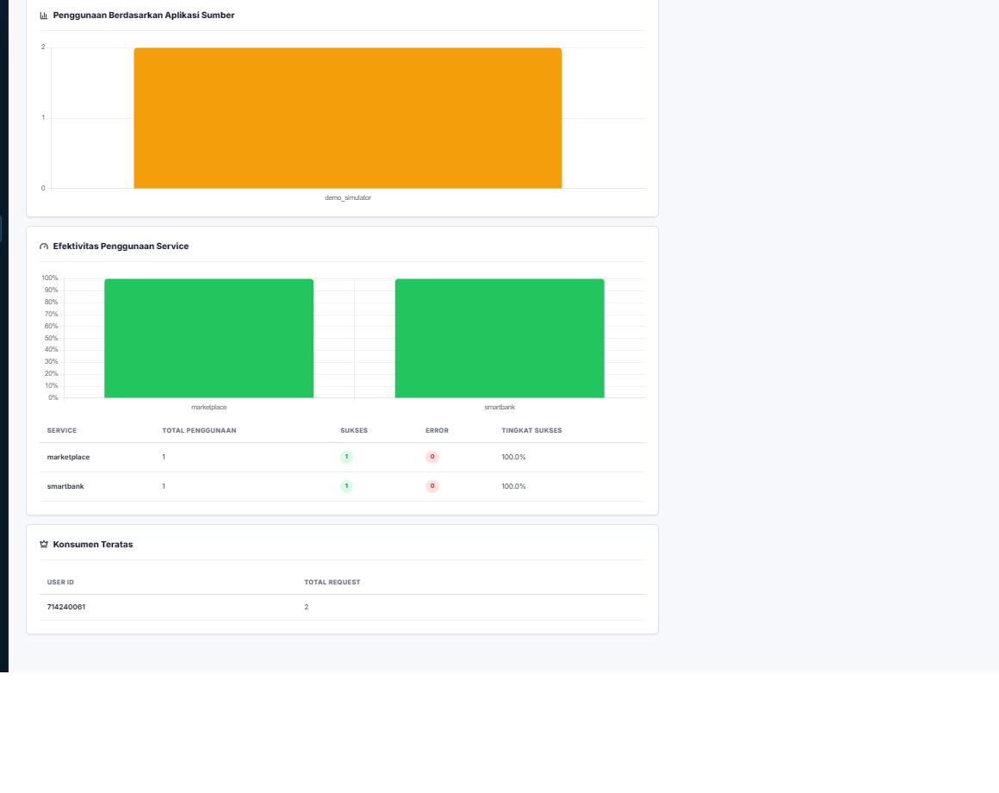 Penggunaan Berdasarkan Aplikasi Sumber
2
1
0
demo_simulator
Efektivitas Penggunaan Service
100%
90%
80%
70%
60%
50%
40%
30%
20%
10%
0%
marketplace smartbank
SERVICE TOTAL PENGGUNAAN SUKSES ERROR TINGKAT SUKSES
marketplace 1 1 0 100.0%
smartbank 1 1 0 100.0%
Konsumen Teratas
USER ID TOTAL REQUEST
714240061 2